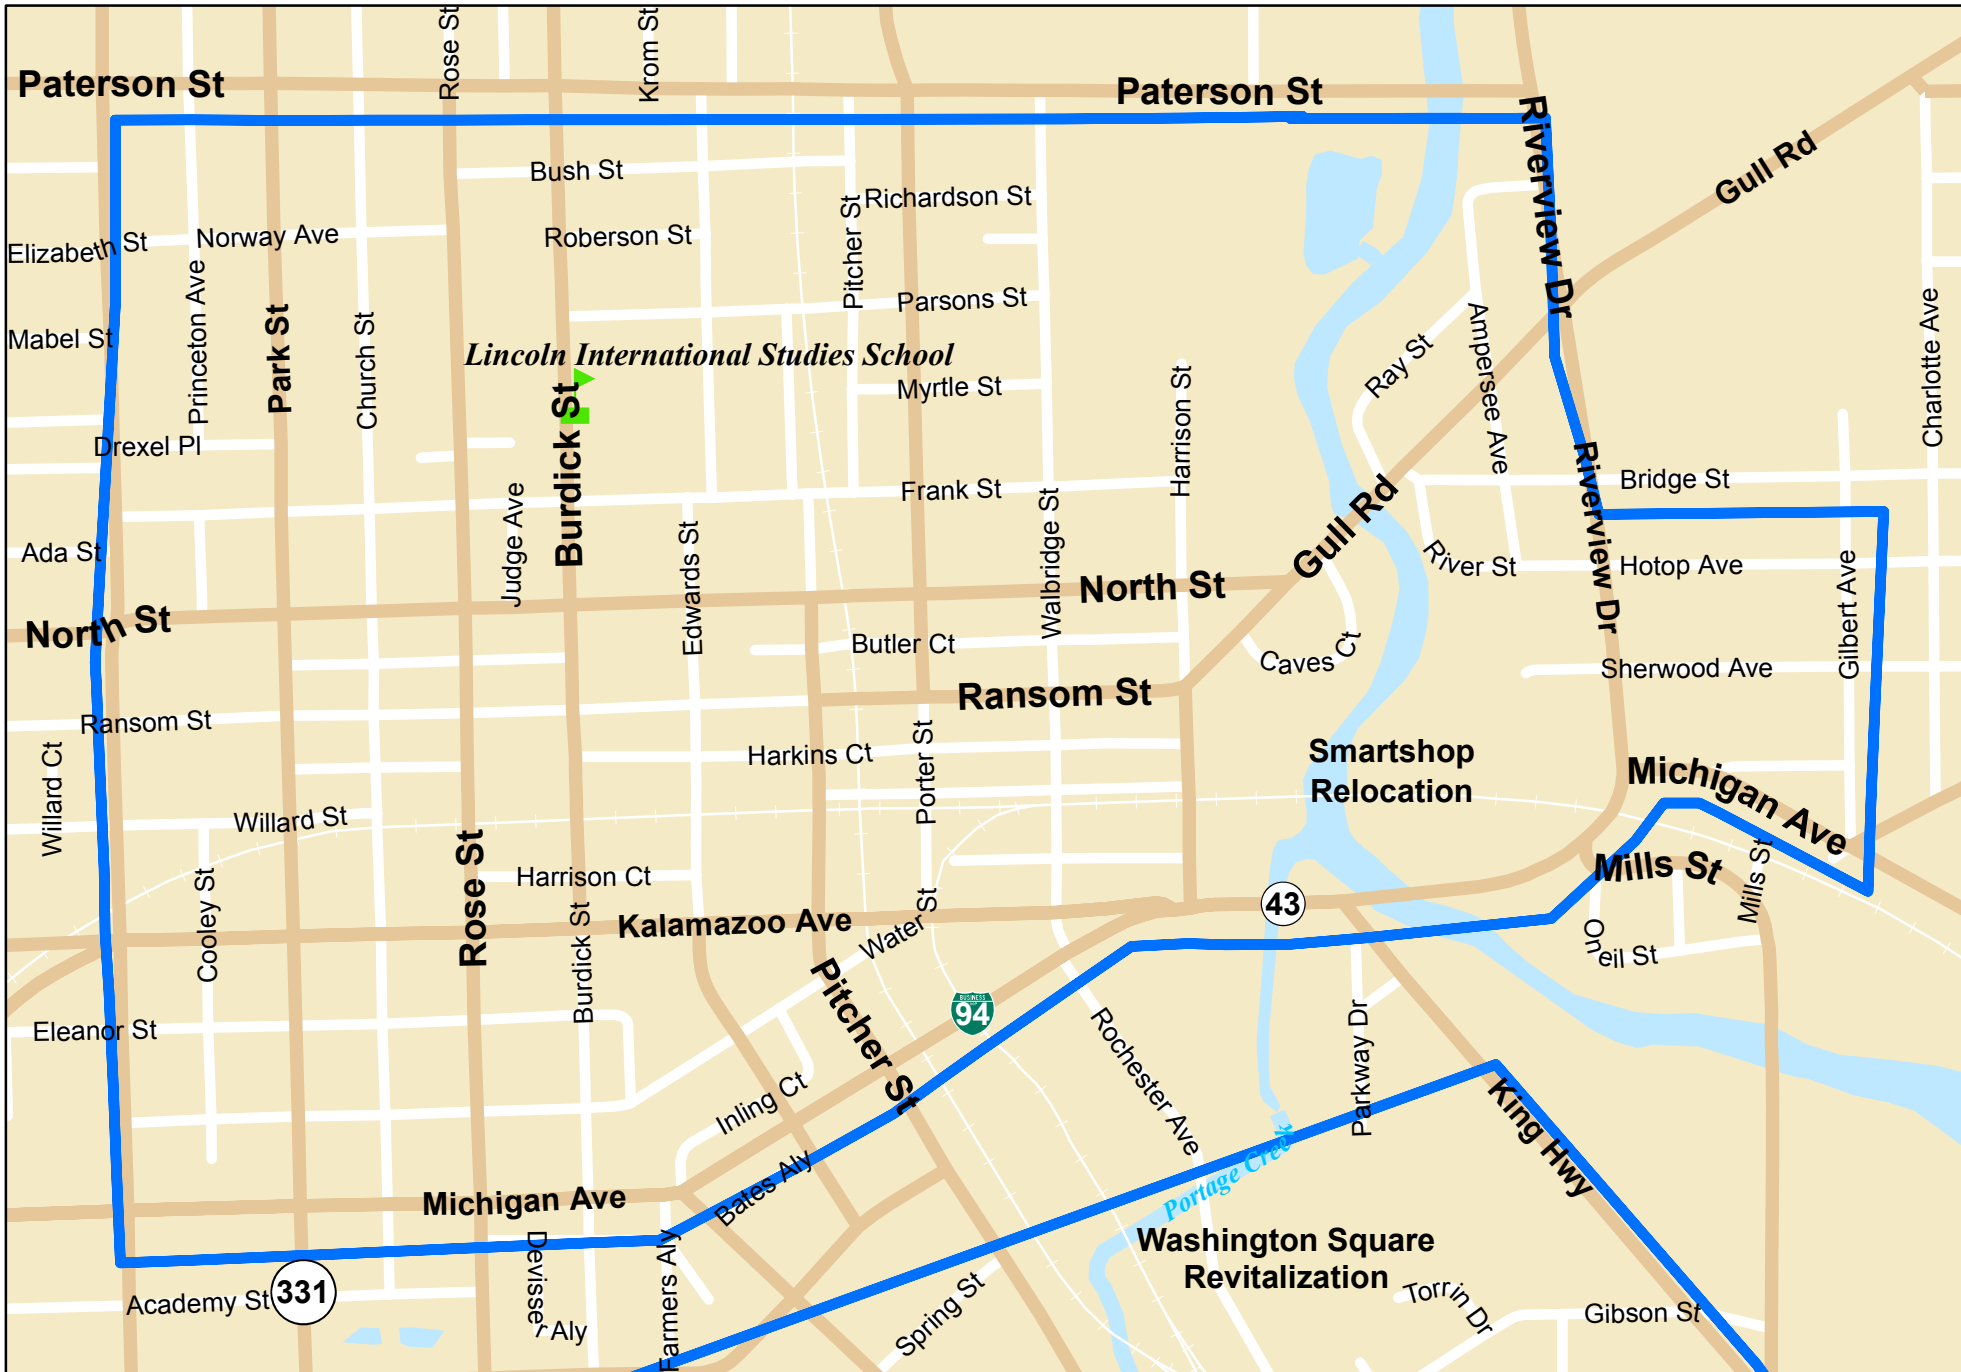 Rose St
Krom St
Paterson St
Paterson St
Riverview Dr
Gull Rd
Bush St
Richardson St
Pitcher St
Norway Ave
Roberson St
Elizabeth St
Princeton Ave
Parsons St
Mabel St
Park St
Church St
Lincoln International Studies School
Ampersee Ave
Charlotte Ave
Ray St
Myrtle St
Harrison St
Burdick St
Drexel Pl
Riverview Dr
Bridge St
Frank St
Gull Rd
Judge Ave
Walbridge St
Edwards St
Ada St
River St
Hotop Ave
Gilbert Ave
North St
North St
Butler Ct
Caves Ct
Sherwood Ave
Ransom St
Ransom St
Porter St
Harkins Ct
Smartshop
Relocation
Michigan Ave
Willard Ct
Willard St
Rose St
Mills St
Mills St
Cooley St
Harrison Ct
43
Kalamazoo Ave
Water St
Burdick St
Oneil St
Pitcher St
BUSINESS
94
Eleanor St
Rochester Ave
Parkway Dr
Inling Ct
King Hwy
Bates Aly
Portage Creek
Michigan Ave
Washington Square
Revitalization
Devisser Aly
Farmers Aly
Academy St
331
Spring St
Torrin Dr
Gibson St